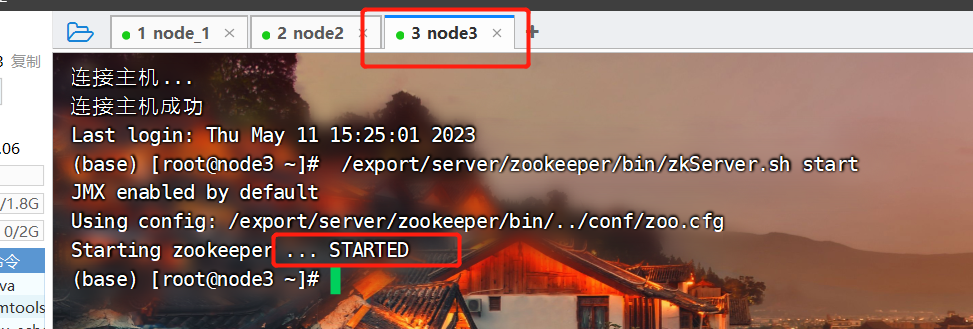 1 node_1 × 2 node2 × 3 node3 × +
3 复制
连接主机...
连接主机成功
Last login: Thu May 11 15:25:01 2023
.06
(base) [root@node3 ~]# /export/server/zookeeper/bin/zkServer.sh start
JMX enabled by default
/1.8G
Using config: /export/server/zookeeper/bin/../conf/zoo.cfg
0/2G
Starting zookeeper ... STARTED
命令
(base) [root@node3 ~]#
va
mtools